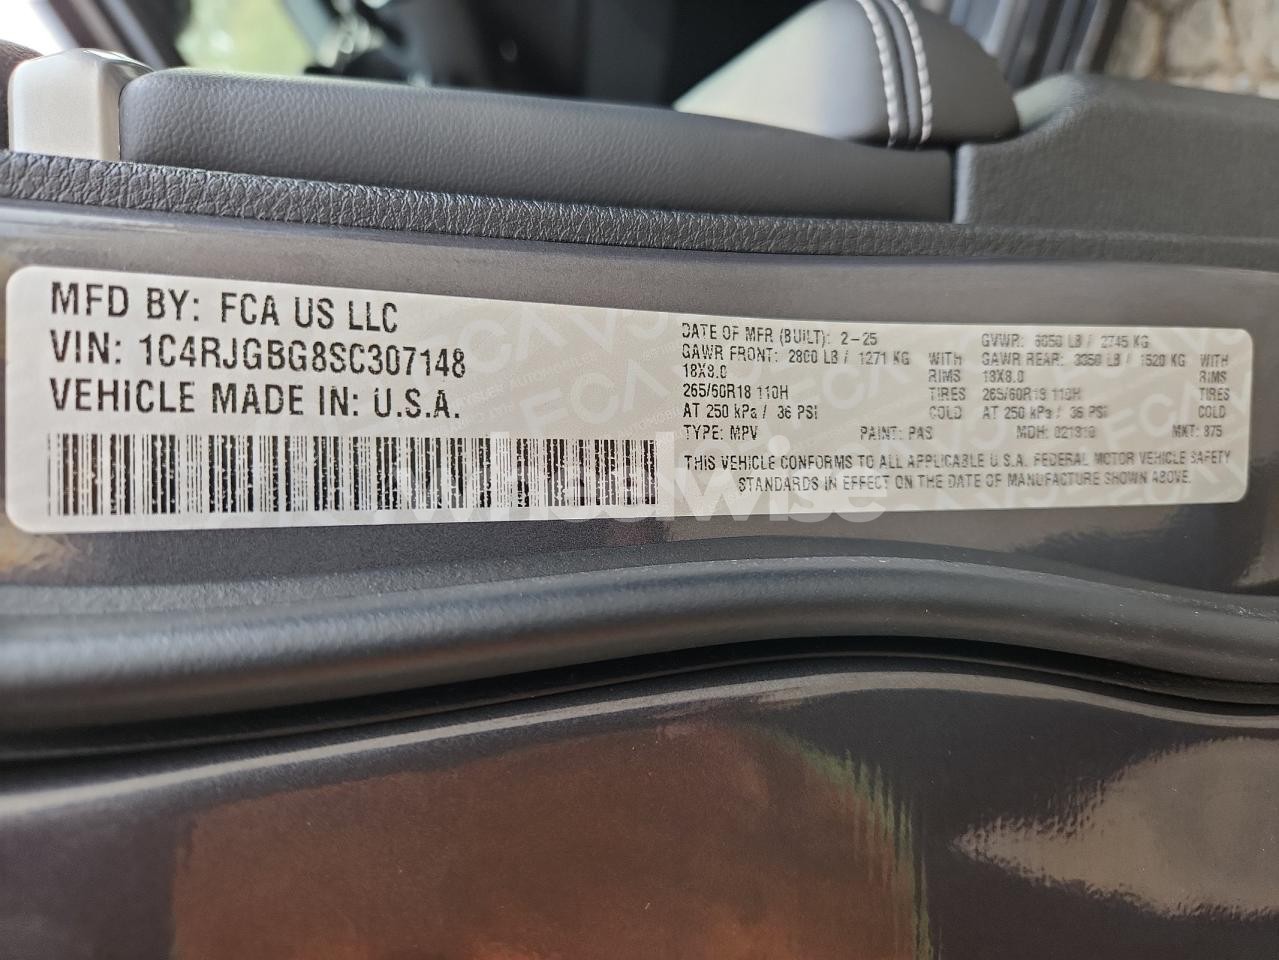 MFD BY: FCA US LLC
VIN: 1C4RJGBG8SC307148
VEHICLE MADE IN: U.S.A.
DATE OF MFR (BUILT): 2-25 GVWR: 6050 LB / 2745 KG
GAWR FRONT: 2800 LB / 1271 KG WITH GAWR REAR: 3350 LB / 1520 KG WITH
18X8.0 RIMS 18X8.0 RIMS
265/60R18 110H TIRES 265/60R18 110H TIRES
AT 250 kPa / 36 PSI COLD AT 250 kPa / 36 PSI COLD
TYPE: MPV PAINT: PAS MDH: 021810 MKT: 875
THIS VEHICLE CONFORMS TO ALL APPLICABLE U.S.A. FEDERAL MOTOR VEHICLE SAFETY
STANDARDS IN EFFECT ON THE DATE OF MANUFACTURE SHOWN ABOVE.
wheelwise